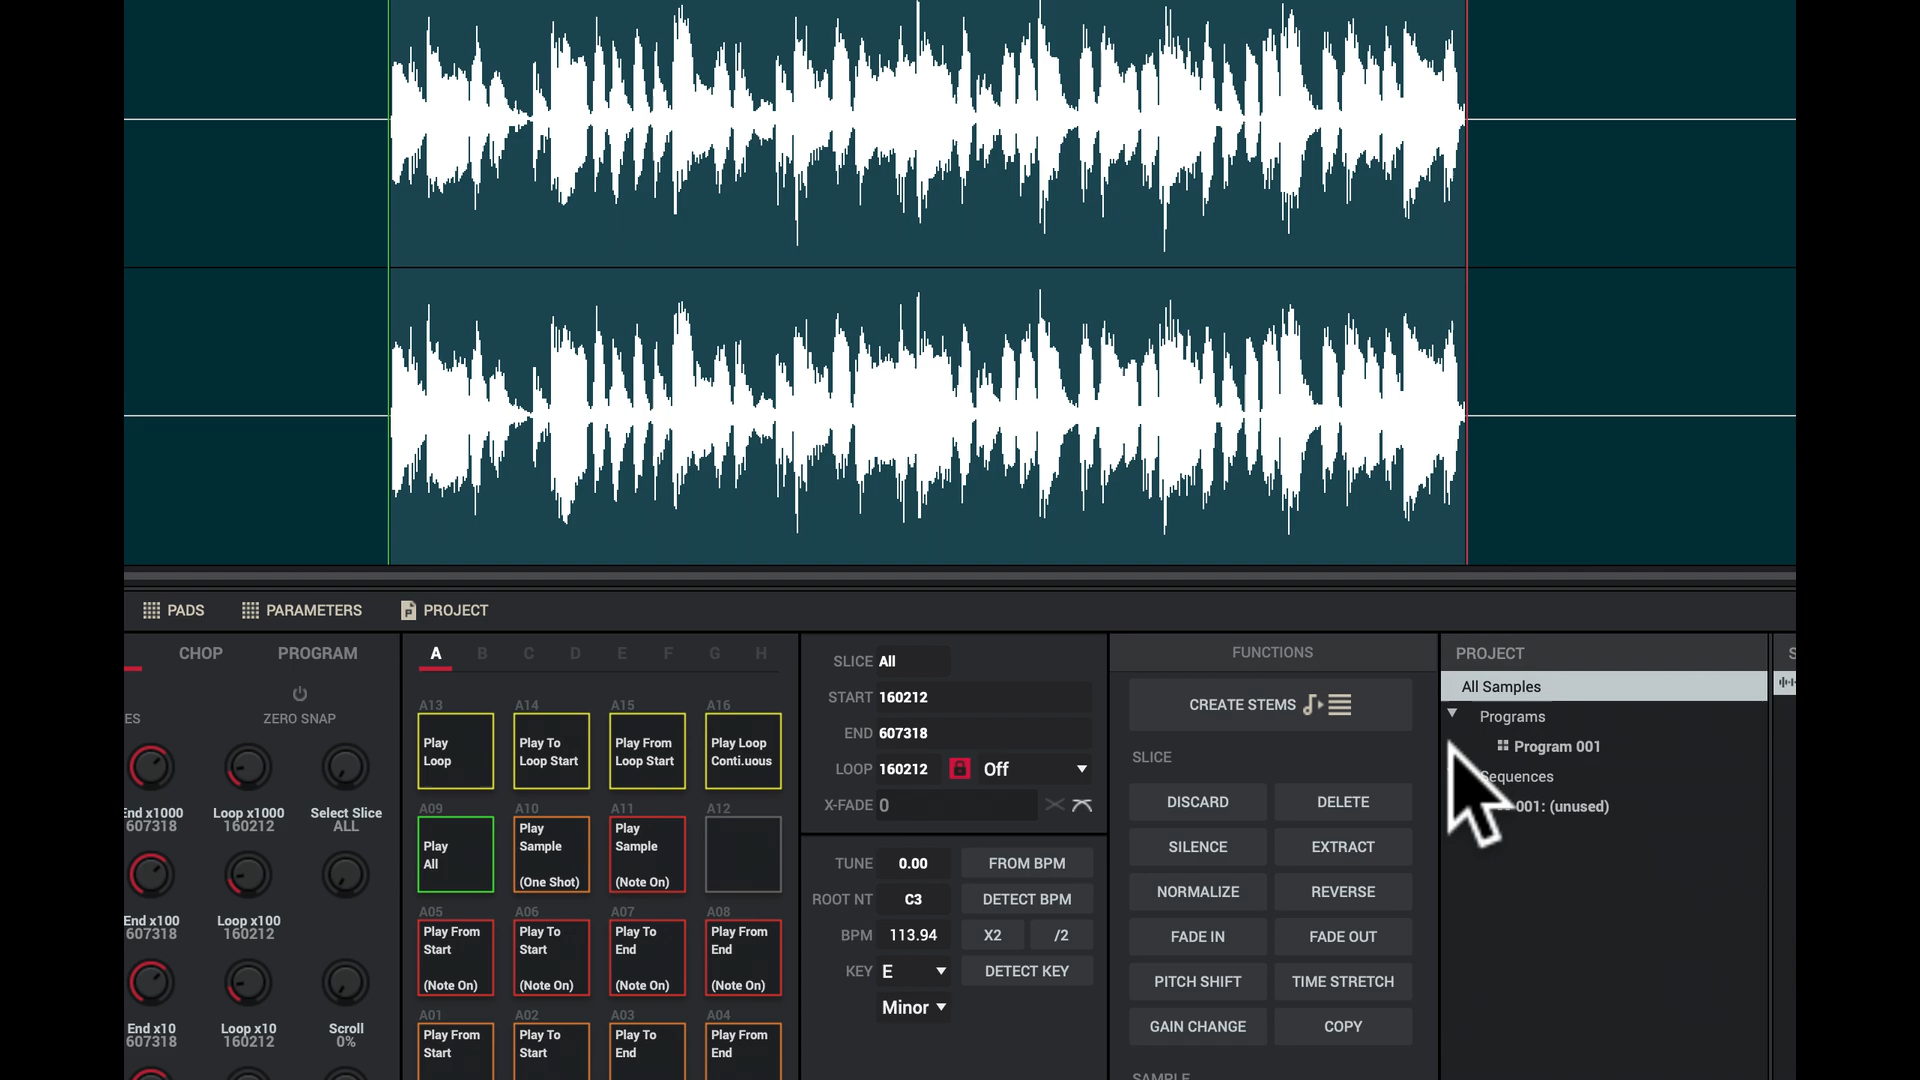 PADS
PARAMETERS
PROJECT
CHOP
PROGRAM
A B C D E F G H
ES
ZERO SNAP
End x1000
607318
Loop x1000
160212
Select Slice
ALL
End x100
607318
Loop x100
160212
End x10
607318
Loop x10
160212
Scroll
0%
A13
Play
Loop
A14
Play To
Loop Start
A15
Play From
Loop Start
A16
Play Loop
Conti.uous
A09
Play
All
A10
Play
Sample
(One Shot)
A11
Play
Sample
(Note On)
A12
A05
Play From
Start
(Note On)
A06
Play To
Start
(Note On)
A07
Play To
End
(Note On)
A08
Play From
End
(Note On)
A01
Play From
Start
A02
Play To
Start
A03
Play To
End
A04
Play From
End
SLICE All
START 160212
END 607318
LOOP 160212 Off
X-FADE 0
TUNE 0.00 FROM BPM
ROOT NT C3 DETECT BPM
BPM 113.94 X2 /2
KEY E DETECT KEY
Minor
FUNCTIONS
CREATE STEMS
SLICE
DISCARD DELETE
SILENCE EXTRACT
NORMALIZE REVERSE
FADE IN FADE OUT
PITCH SHIFT TIME STRETCH
GAIN CHANGE COPY
SAMPLE
PROJECT
All Samples
Programs
Program 001
Sequences
001: (unused)
S